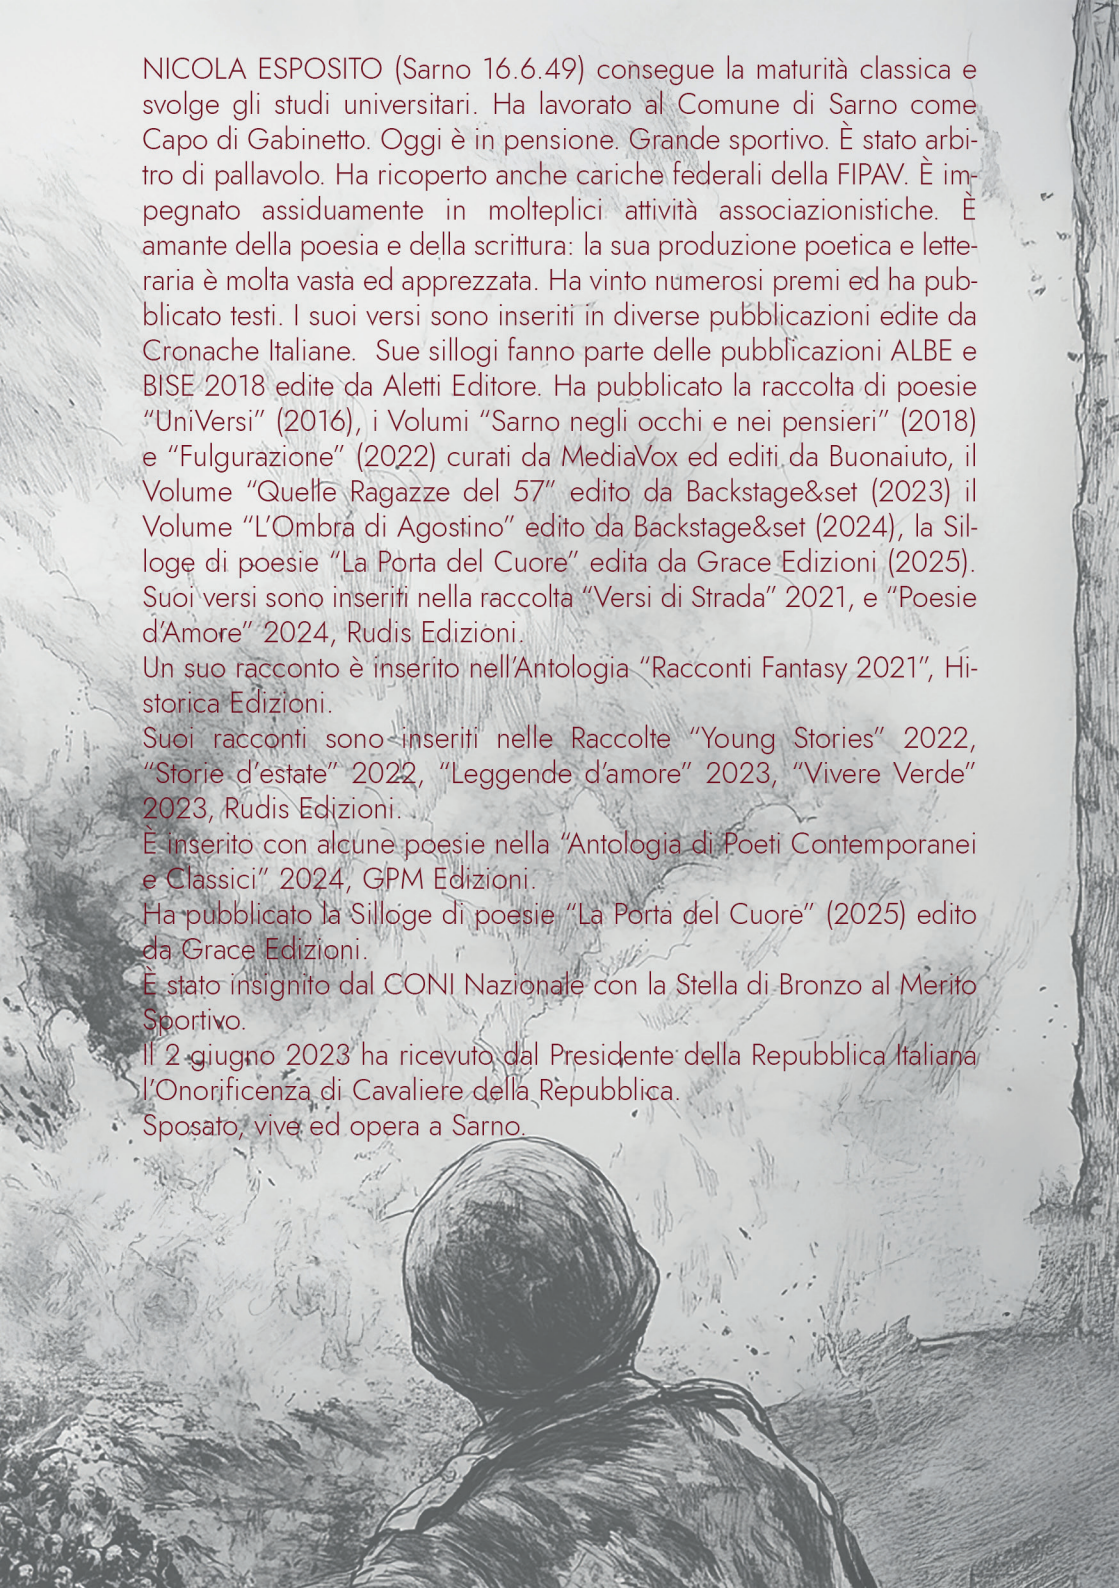 NICOLA ESPOSITO (Sarno 16.6.49) consegue la maturità classica e
svolge gli studi universitari. Ha lavorato al Comune di Sarno come
Capo di Gabinetto. Oggi è in pensione. Grande sportivo. È stato arbi-
tro di pallavolo. Ha ricoperto anche cariche federali della FIPAV. È im-
pegnato assiduamente in molteplici attività associazionistiche. È
amante della poesia e della scrittura: la sua produzione poetica e lette-
raria è molta vasta ed apprezzata. Ha vinto numerosi premi ed ha pub-
blicato testi. I suoi versi sono inseriti in diverse pubblicazioni edite da
Cronache Italiane. Sue sillogi fanno parte delle pubblicazioni ALBE e
BISE 2018 edite da Aletti Editore. Ha pubblicato la raccolta di poesie
“UniVersi” (2016), i Volumi “Sarno negli occhi e nei pensieri” (2018)
e “Fulgurazione” (2022) curati da MediaVox ed editi da Buonaiuto, il
Volume “Quelle Ragazze del 57” edito da Backstage&set (2023) il
Volume “L’Ombra di Agostino” edito da Backstage&set (2024), la Sil-
loge di poesie “La Porta del Cuore” edita da Grace Edizioni (2025).
Suoi versi sono inseriti nella raccolta “Versi di Strada” 2021, e “Poesie
d’Amore” 2024, Rudis Edizioni.
Un suo racconto è inserito nell’Antologia “Racconti Fantasy 2021”, Hi-
storica Edizioni.
Suoi racconti sono inseriti nelle Raccolte “Young Stories” 2022,
“Storie d’estate” 2022, “Leggende d’amore” 2023, “Vivere Verde”
2023, Rudis Edizioni.
È inserito con alcune poesie nella “Antologia di Poeti Contemporanei
e Classici” 2024, GPM Edizioni.
Ha pubblicato la Silloge di poesie “La Porta del Cuore” (2025) edito
da Grace Edizioni.
È stato insignito dal CONI Nazionale con la Stella di Bronzo al Merito
Sportivo.
Il 2 giugno 2023 ha ricevuto dal Presidente della Repubblica Italiana
l’Onorificenza di Cavaliere della Repubblica.
Sposato, vive ed opera a Sarno.